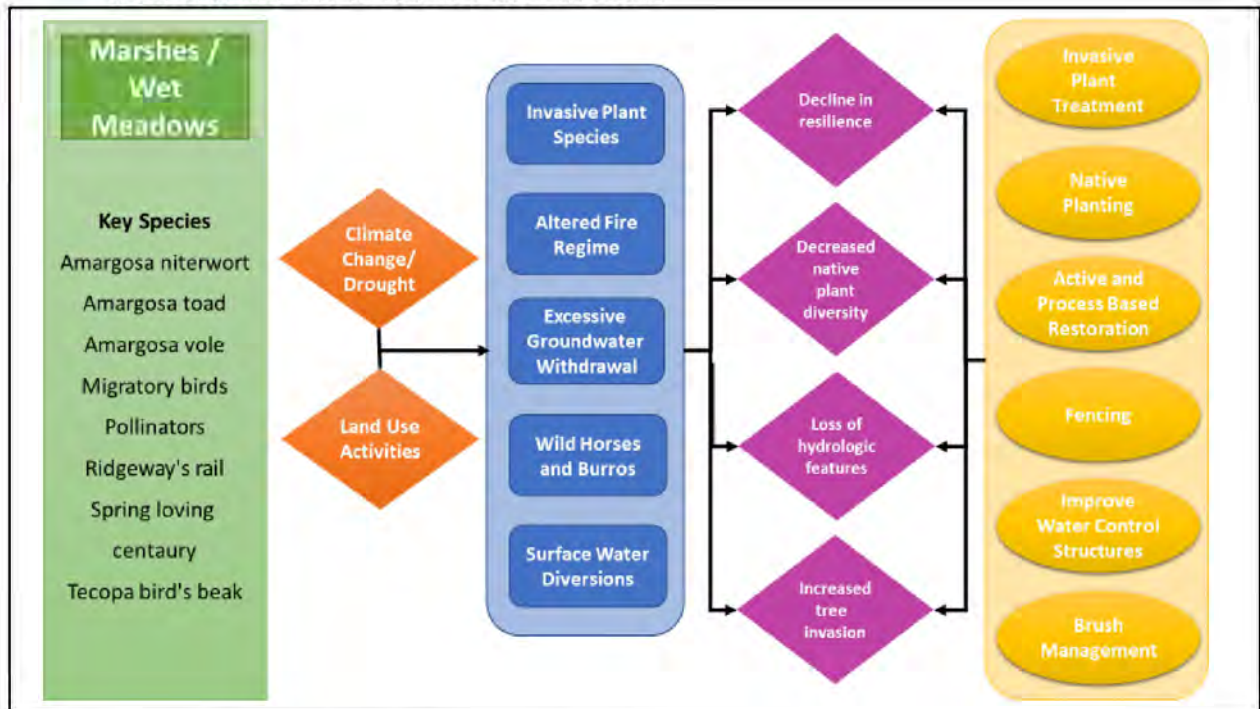 Marshes /
Wet
Meadows
Key Species
Amargosa niterwort
Amargosa toad
Amargosa vole
Migratory birds
Pollinators
Ridgeway's rail
Spring loving
centaury
Tecopa bird's beak
Climate
Change/
Drought
Land Use
Activities
Invasive Plant
Species
Altered Fire
Regime
Excessive
Groundwater
Withdrawal
Wild Horses
and Burros
Surface Water
Diversions
Decline in
resilience
Decreased
native
plant
diversity
Loss of
hydrologic
features
Increased
tree
invasion
Invasive
Plant
Treatment
Native
Planting
Active and
Process Based
Restoration
Fencing
Improve
Water Control
Structures
Brush
Management